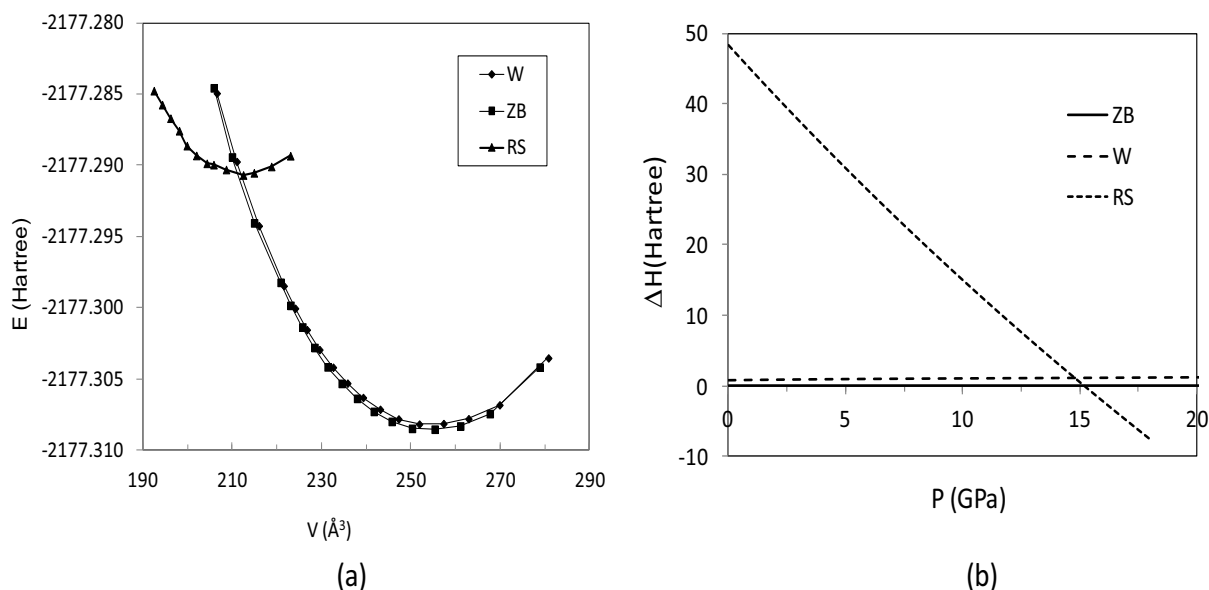 -2177.280
-2177.285
-2177.290
-2177.295
-2177.300
-2177.305
-2177.310
E (Hartree)
190 210 230 250 270 290
V (Å³)
W
ZB
RS
(a)
50
40
30
20
10
0
-10
ΔH(Hartree)
0 5 10 15 20
P (GPa)
ZB
W
RS
(b)